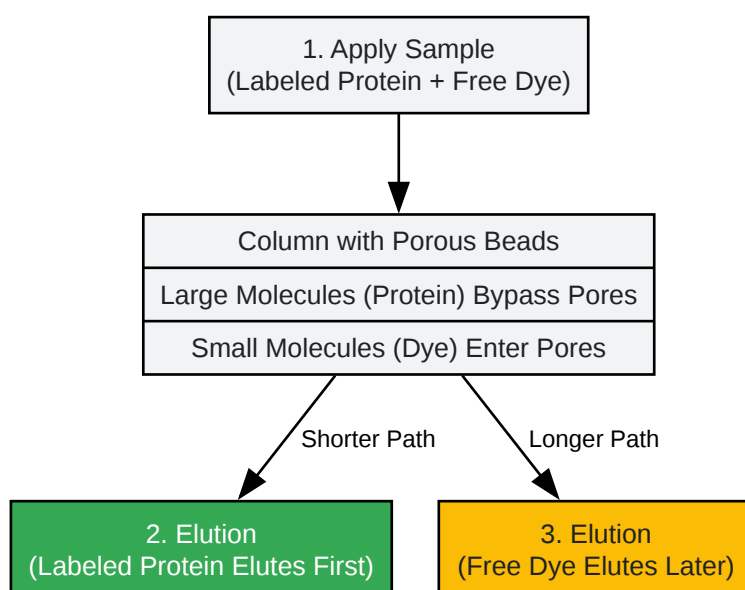 1. Apply Sample
(Labeled Protein + Free Dye)
Column with Porous Beads
Large Molecules (Protein) Bypass Pores
Small Molecules (Dye) Enter Pores
Shorter Path
Longer Path
2. Elution
(Labeled Protein Elutes First)
3. Elution
(Free Dye Elutes Later)